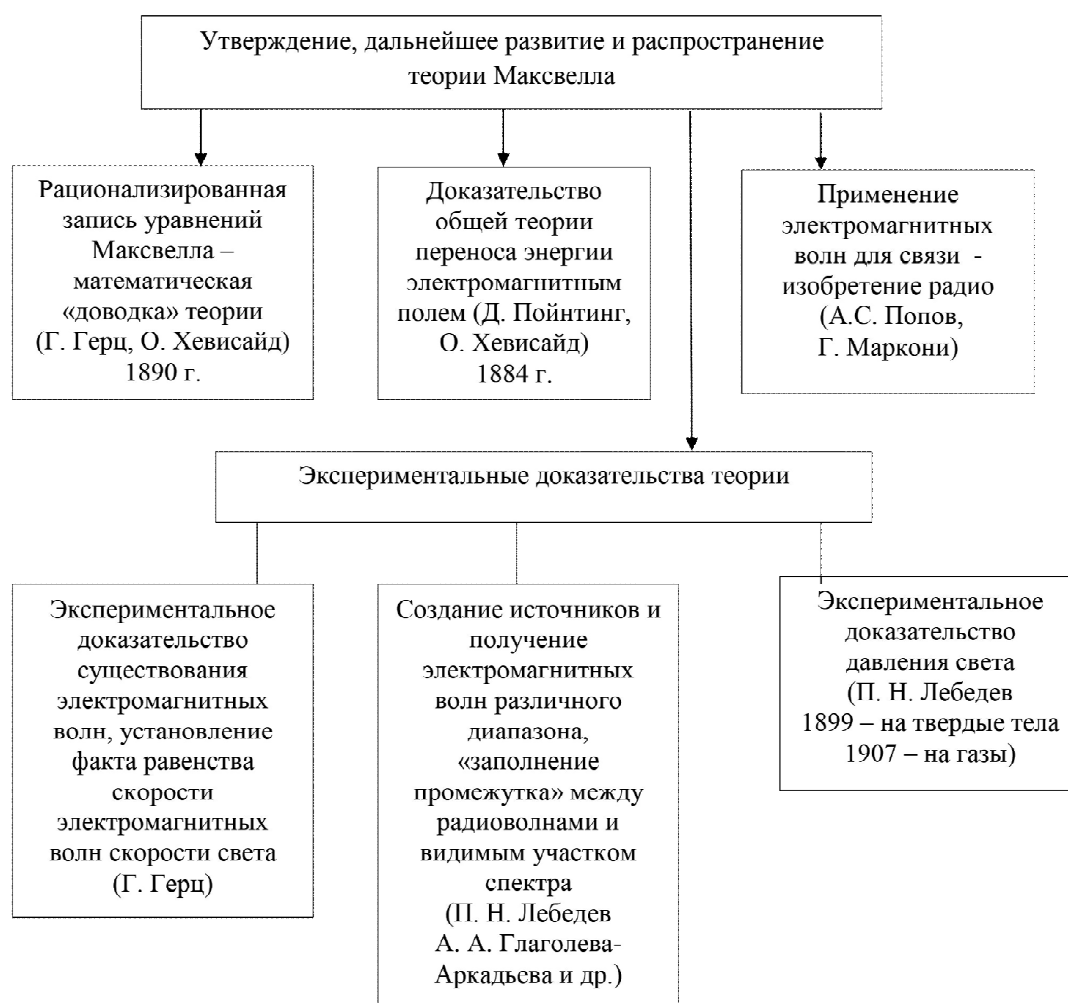 Утверждение, дальнейшее развитие и распространение
теории Максвелла
Рационализированная
запись уравнений
Максвелла –
математическая
«доводка» теории
(Г. Герц, О. Хевисайд)
1890 г.
Доказательство
общей теории
переноса энергии
электромагнитным
полем (Д. Пойнтинг,
О. Хевисайд)
1884 г.
Применение
электромагнитных
волн для связи -
изобретение радио
(А.С. Попов,
Г. Маркони)
Экспериментальные доказательства теории
Экспериментальное
доказательство
существования
электромагнитных
волн, установление
факта равенства
скорости
электромагнитных
волн скорости света
(Г. Герц)
Создание источников и
получение
электромагнитных
волн различного
диапазона,
«заполнение
промежутка» между
радиоволнами и
видимым участком
спектра
(П. Н. Лебедев
А. А. Глаголева-
Аркадьева и др.)
Экспериментальное
доказательство
давления света
(П. Н. Лебедев
1899 – на твердые тела
1907 – на газы)